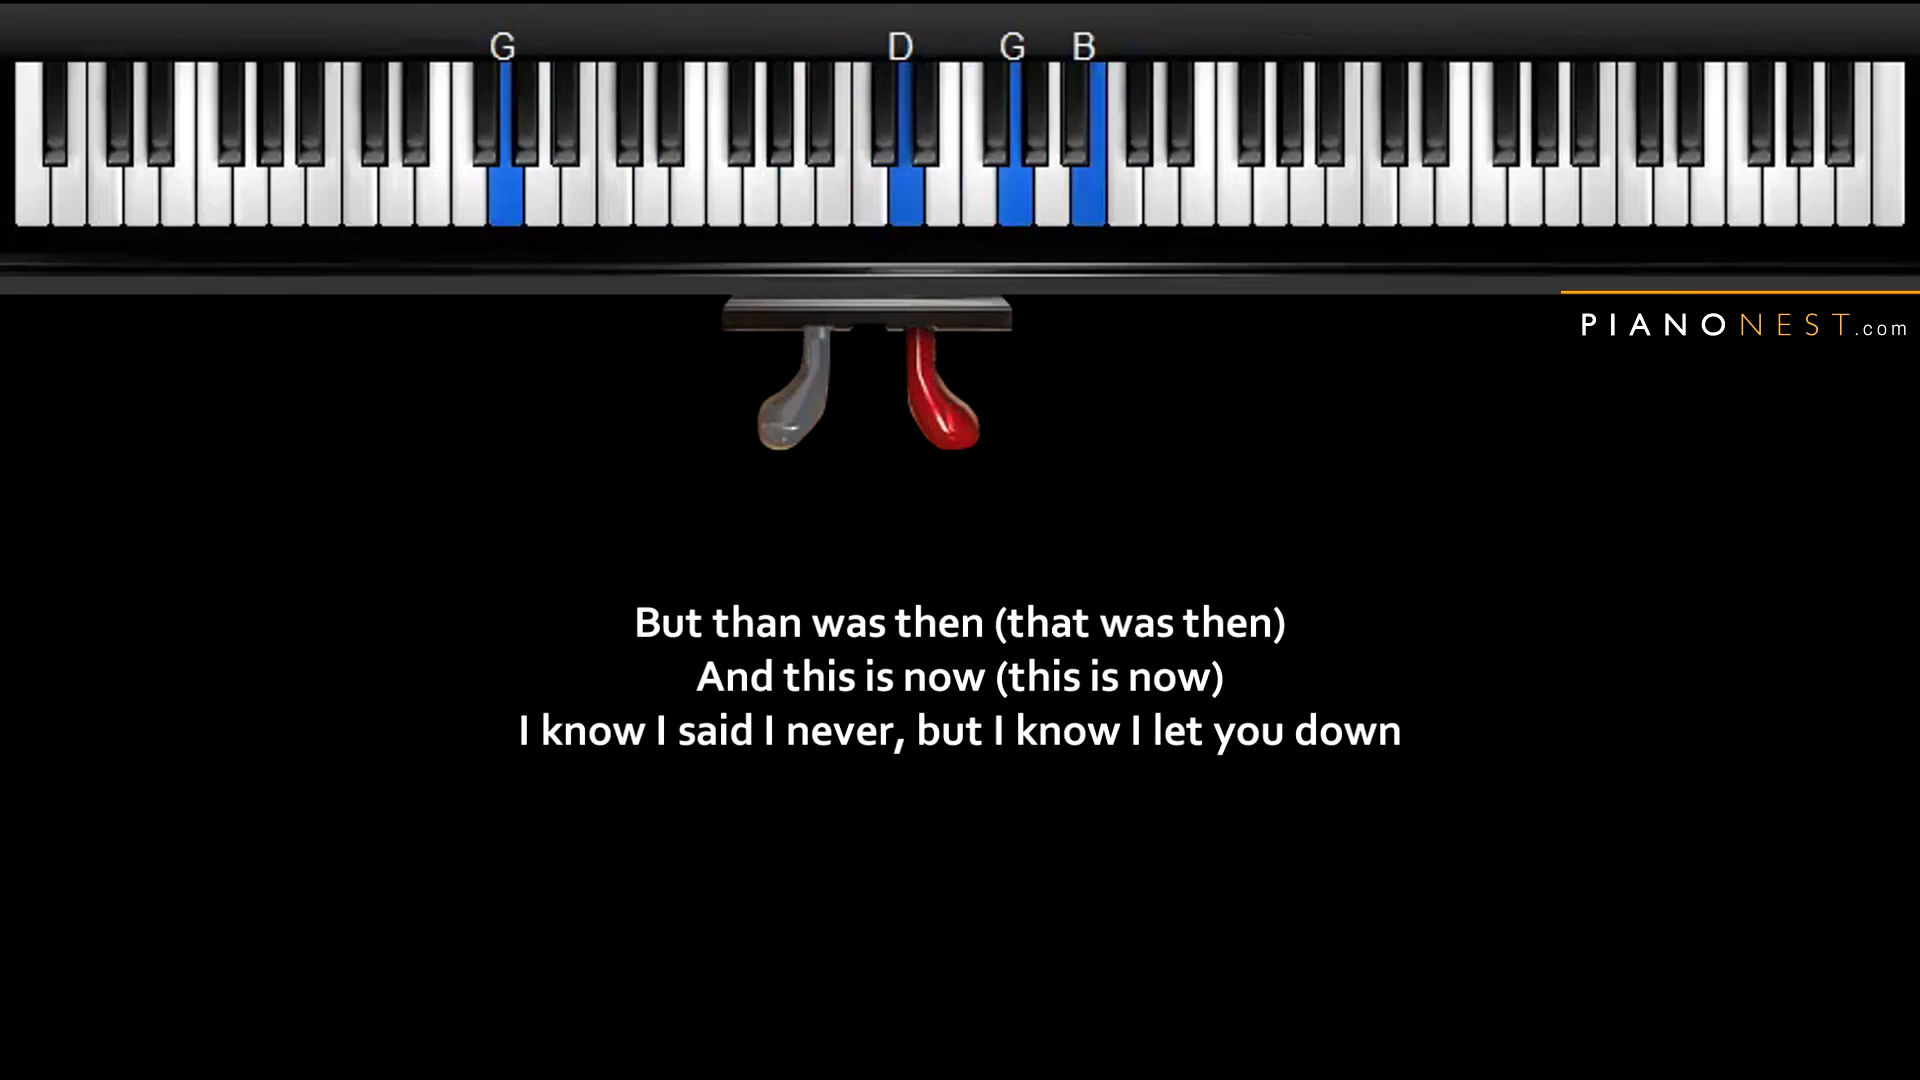 G D G B
PIANONEST.com
But than was then (that was then)
And this is now (this is now)
I know I said I never, but I know I let you down